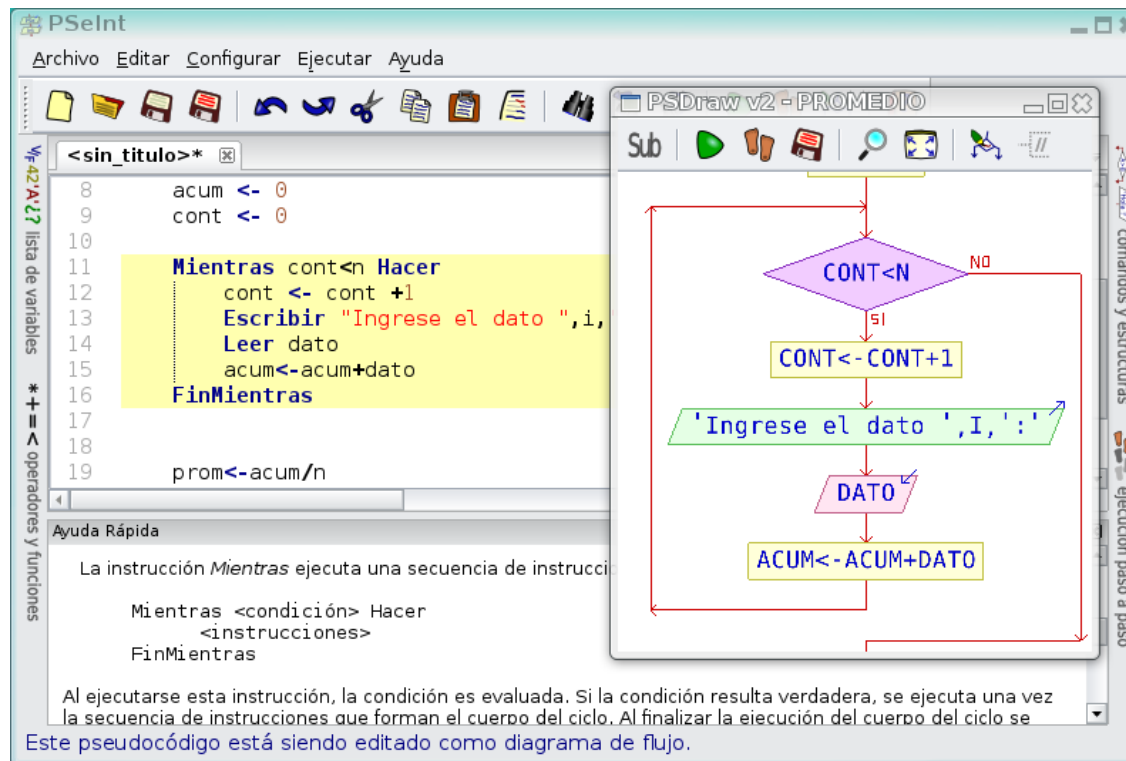 PSeInt
Archivo Editar Configurar Ejecutar Ayuda
<sin_titulo>*
8 acum <- 0
9 cont <- 0
10
11 Mientras cont<n Hacer
12 cont <- cont +1
13 Escribir "Ingrese el dato ",i,
14 Leer dato
15 acum<-acum+dato
16 FinMientras
17
18
19 prom<-acum/n
lista de variables
*+=< operadores y funciones
Ayuda Rápida
La instrucción Mientras ejecuta una secuencia de instrucci
Mientras <condición> Hacer
<instrucciones>
FinMientras
Al ejecutarse esta instrucción, la condición es evaluada. Si la condición resulta verdadera, se ejecuta una vez
la secuencia de instrucciones que forman el cuerpo del ciclo. Al finalizar la ejecución del cuerpo del ciclo se
Este pseudocódigo está siendo editado como diagrama de flujo.
PSDraw v2 - PROMEDIO
Sub
CONT<N
NO
SI
CONT<-CONT+1
'Ingrese el dato ',I,':'
DATO
ACUM<-ACUM+DATO
comandos y estructuras
ejecución paso a paso